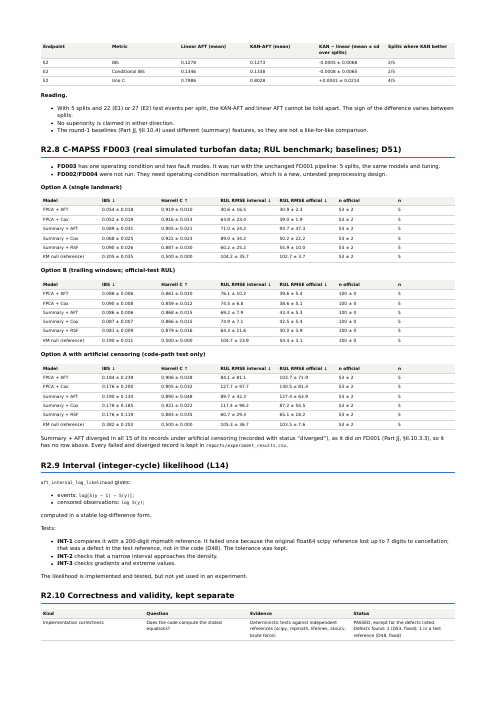 Endpoint Metric Linear AFT (mean) KAN-AFT (mean) KAN − linear (mean ± sd over splits) Splits where KAN better
E2 IBS 0.1278 0.1273 -0.0005 ± 0.0068 2/5
E2 Conditional IBS 0.1346 0.1338 -0.0008 ± 0.0065 2/5
E2 Uno C 0.7986 0.8028 +0.0041 ± 0.0214 4/5
Reading.
• With 5 splits and 22 (E1) or 27 (E2) test events per split, the KAN-AFT and linear AFT cannot be told apart. The sign of the difference varies between
splits.
• No superiority is claimed in either direction.
• The round-1 baselines (Part J, §II.10.4) used different (summary) features, so they are not a like-for-like comparison.
R2.8 C-MAPSS FD003 (real simulated turbofan data; RUL benchmark; baselines; D51)
• FD003 has one operating condition and two fault modes. It was run with the unchanged FD001 pipeline: 5 splits, the same models and tuning.
• FD002/FD004 were not run. They need operating-condition normalisation, which is a new, untested preprocessing design.
Option A (single landmark)
Model IBS ↓ Harrell C ↑ RUL RMSE internal ↓ RUL RMSE official ↓ n official n
FPCA + AFT 0.054 ± 0.018 0.919 ± 0.010 40.6 ± 16.5 30.9 ± 2.3 53 ± 2 5
FPCA + Cox 0.052 ± 0.019 0.916 ± 0.013 63.8 ± 23.4 39.0 ± 1.9 53 ± 2 5
Summary + AFT 0.089 ± 0.031 0.905 ± 0.021 71.0 ± 24.2 93.7 ± 47.3 53 ± 2 5
Summary + Cox 0.068 ± 0.025 0.922 ± 0.023 89.0 ± 34.2 50.2 ± 22.2 53 ± 2 5
Summary + RSF 0.090 ± 0.026 0.887 ± 0.030 60.2 ± 25.2 55.9 ± 10.0 53 ± 2 5
KM null (reference) 0.205 ± 0.035 0.500 ± 0.000 104.2 ± 35.7 102.7 ± 3.7 53 ± 2 5
Option B (trailing windows; official-test RUL)
Model IBS ↓ Harrell C ↑ RUL RMSE internal ↓ RUL RMSE official ↓ n official n
FPCA + AFT 0.088 ± 0.006 0.861 ± 0.010 76.1 ± 10.2 39.6 ± 5.4 100 ± 0 5
FPCA + Cox 0.090 ± 0.004 0.859 ± 0.012 74.5 ± 6.8 38.6 ± 5.1 100 ± 0 5
Summary + AFT 0.086 ± 0.006 0.868 ± 0.015 69.2 ± 7.9 43.4 ± 5.3 100 ± 0 5
Summary + Cox 0.087 ± 0.007 0.866 ± 0.015 74.9 ± 7.1 42.5 ± 5.4 100 ± 0 5
Summary + RSF 0.081 ± 0.009 0.879 ± 0.016 64.3 ± 11.6 30.0 ± 3.9 100 ± 0 5
KM null (reference) 0.190 ± 0.011 0.500 ± 0.000 104.7 ± 23.9 54.4 ± 3.1 100 ± 0 5
Option A with artificial censoring (code-path test only)
Model IBS ↓ Harrell C ↑ RUL RMSE internal ↓ RUL RMSE official ↓ n official n
FPCA + AFT 0.184 ± 0.239 0.906 ± 0.028 84.1 ± 81.1 103.7 ± 71.9 53 ± 2 5
FPCA + Cox 0.176 ± 0.200 0.905 ± 0.032 127.7 ± 97.7 130.5 ± 81.4 53 ± 2 5
Summary + AFT 0.190 ± 0.133 0.890 ± 0.048 89.7 ± 42.3 127.4 ± 63.9 53 ± 2 5
Summary + Cox 0.178 ± 0.185 0.921 ± 0.022 117.4 ± 98.2 87.2 ± 55.5 53 ± 2 5
Summary + RSF 0.176 ± 0.119 0.883 ± 0.035 60.7 ± 29.3 65.1 ± 18.2 53 ± 2 5
KM null (reference) 0.382 ± 0.203 0.500 ± 0.000 105.3 ± 36.7 103.5 ± 7.6 53 ± 2 5
Summary + AFT diverged in all 15 of its records under artificial censoring (recorded with status "diverged"), as it did on FD001 (Part J, §II.10.3.3), so it
has no row above. Every failed and diverged record is kept in reports/experiment_results.csv.
R2.9 Interval (integer-cycle) likelihood (L14)
aft_interval_log_likelihood gives:
• events: log[S(y − 1) − S(y)];
• censored observations: log S(y);
computed in a stable log-difference form.
Tests:
• INT-1 compares it with a 200-digit mpmath reference. It failed once because the original float64 scipy reference lost up to 7 digits to cancellation;
that was a defect in the test reference, not in the code (D48). The tolerance was kept.
• INT-2 checks that a narrow interval approaches the density.
• INT-3 checks gradients and extreme values.
The likelihood is implemented and tested, but not yet used in an experiment.
R2.10 Correctness and validity, kept separate
Kind Question Evidence Status
Implementation correctness Does the code compute the stated equations? Deterministic tests against independent references (scipy, mpmath, lifelines, sksurv, brute force) PASSED, except for the defects listed. Defects found: 1 (D53, fixed); 1 in a test reference (D48, fixed)